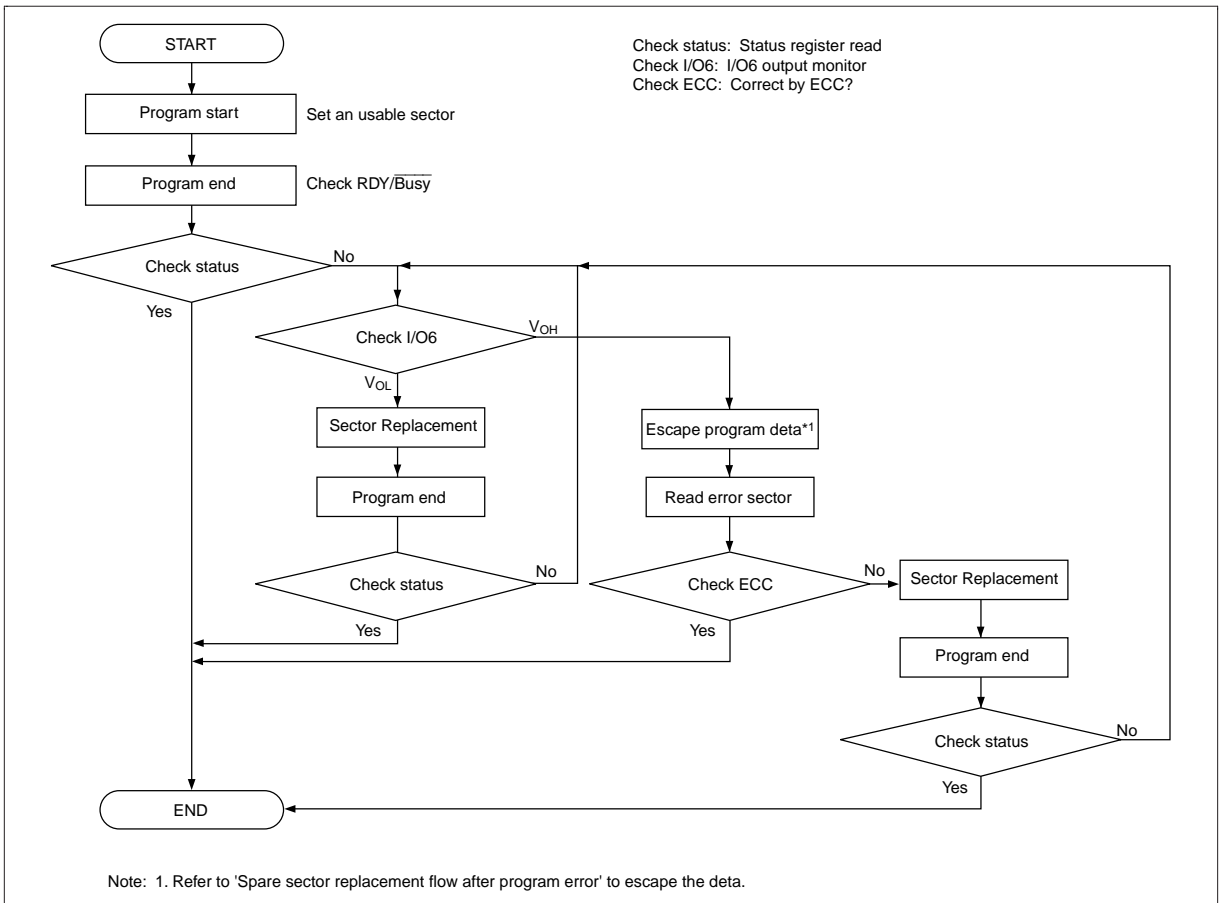 START
Check status: Status register read
Check I/O6: I/O6 output monitor
Check ECC: Correct by ECC?
Program start
Set an usable sector
Program end
Check RDY/Busy
Check status
No
Yes
Check I/O6
VOH
VOL
Sector Replacement
Escape program deta*1
Program end
Read error sector
Check status
No
Yes
Check ECC
No
Yes
Sector Replacement
Program end
Check status
No
Yes
END
Note: 1. Refer to 'Spare sector replacement flow after program error' to escape the deta.